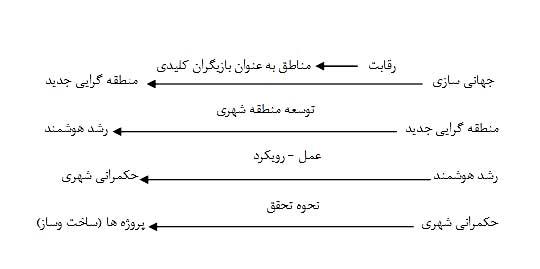 رقابت مناطق به عنوان بازیگران کلیدی
جهانی سازی منطقه گرایی جدید
توسعه منطقه شهری
منطقه گرایی جدید رشد هوشمند
عمل - رویکرد
رشد هوشمند حکمرانی شهری
نحوه تحقق
حکمرانی شهری پروژه ها (ساخت وساز)